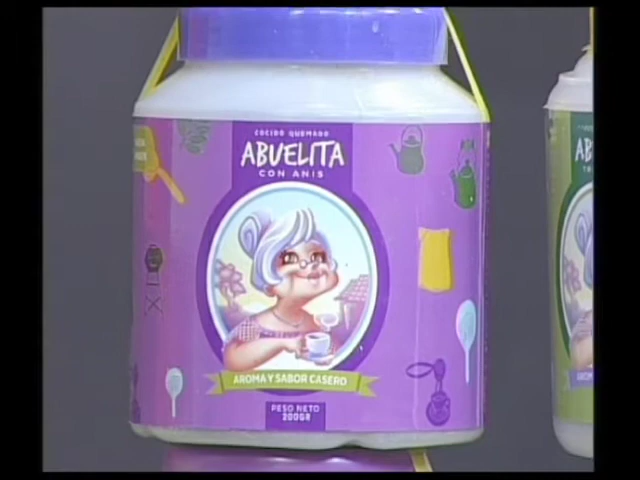 COCIDO QUEMADO
ABUELITA
CON ANIS
AROMA Y SABOR CASERO
PESO NETO
200GR
AB